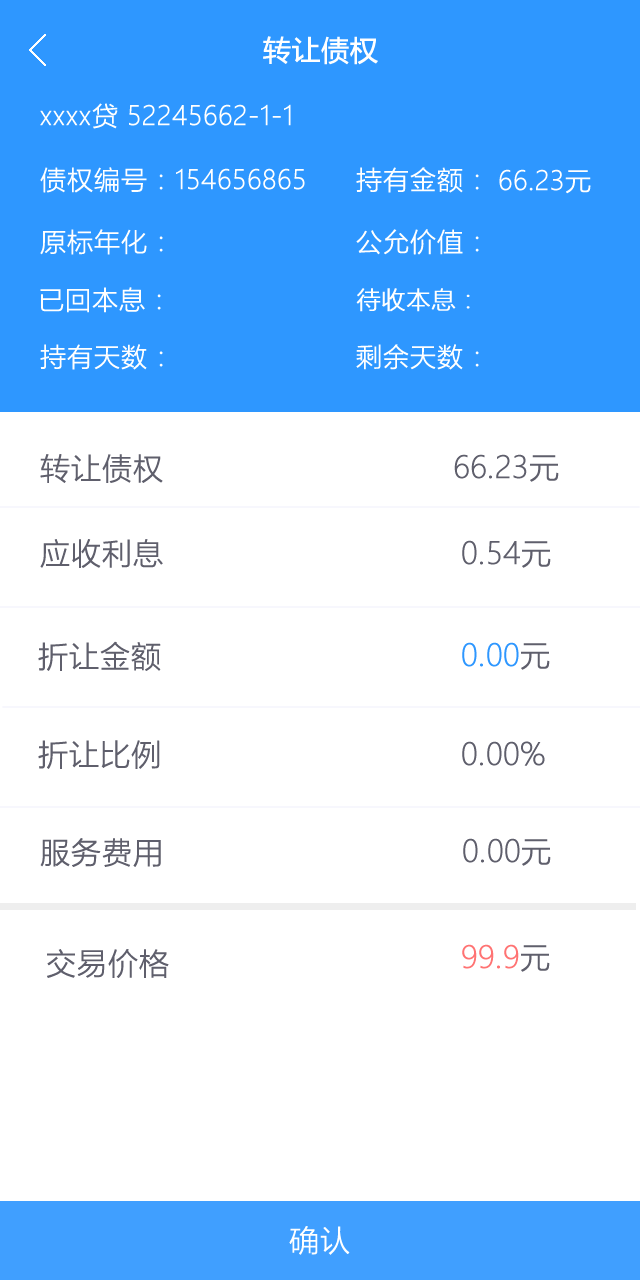 转让债权
xxxx贷 52245662-1-1
债权编号：154656865 持有金额： 66.23元
原标年化： 公允价值：
已回本息： 待收本息：
持有天数： 剩余天数：
转让债权 66.23元
应收利息 0.54元
折让金额 0.00元
折让比例 0.00%
服务费用 0.00元
交易价格 99.9元
确认